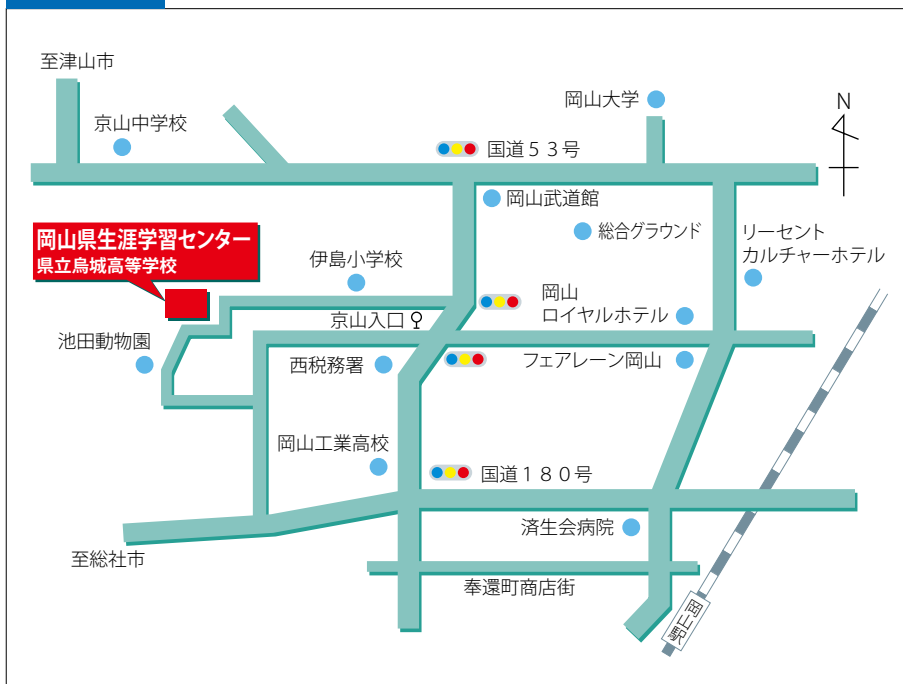 至津山市
岡山大学
N
京山中学校
国道５３号
岡山武道館
総合グラウンド
リーセント
カルチャーホテル
岡山県生涯学習センター
県立烏城高等学校
伊島小学校
岡山
ロイヤルホテル
京山入口
池田動物園
西税務署
フェアレーン岡山
岡山工業高校
国道１８０号
済生会病院
至総社市
奉還町商店街
岡山駅